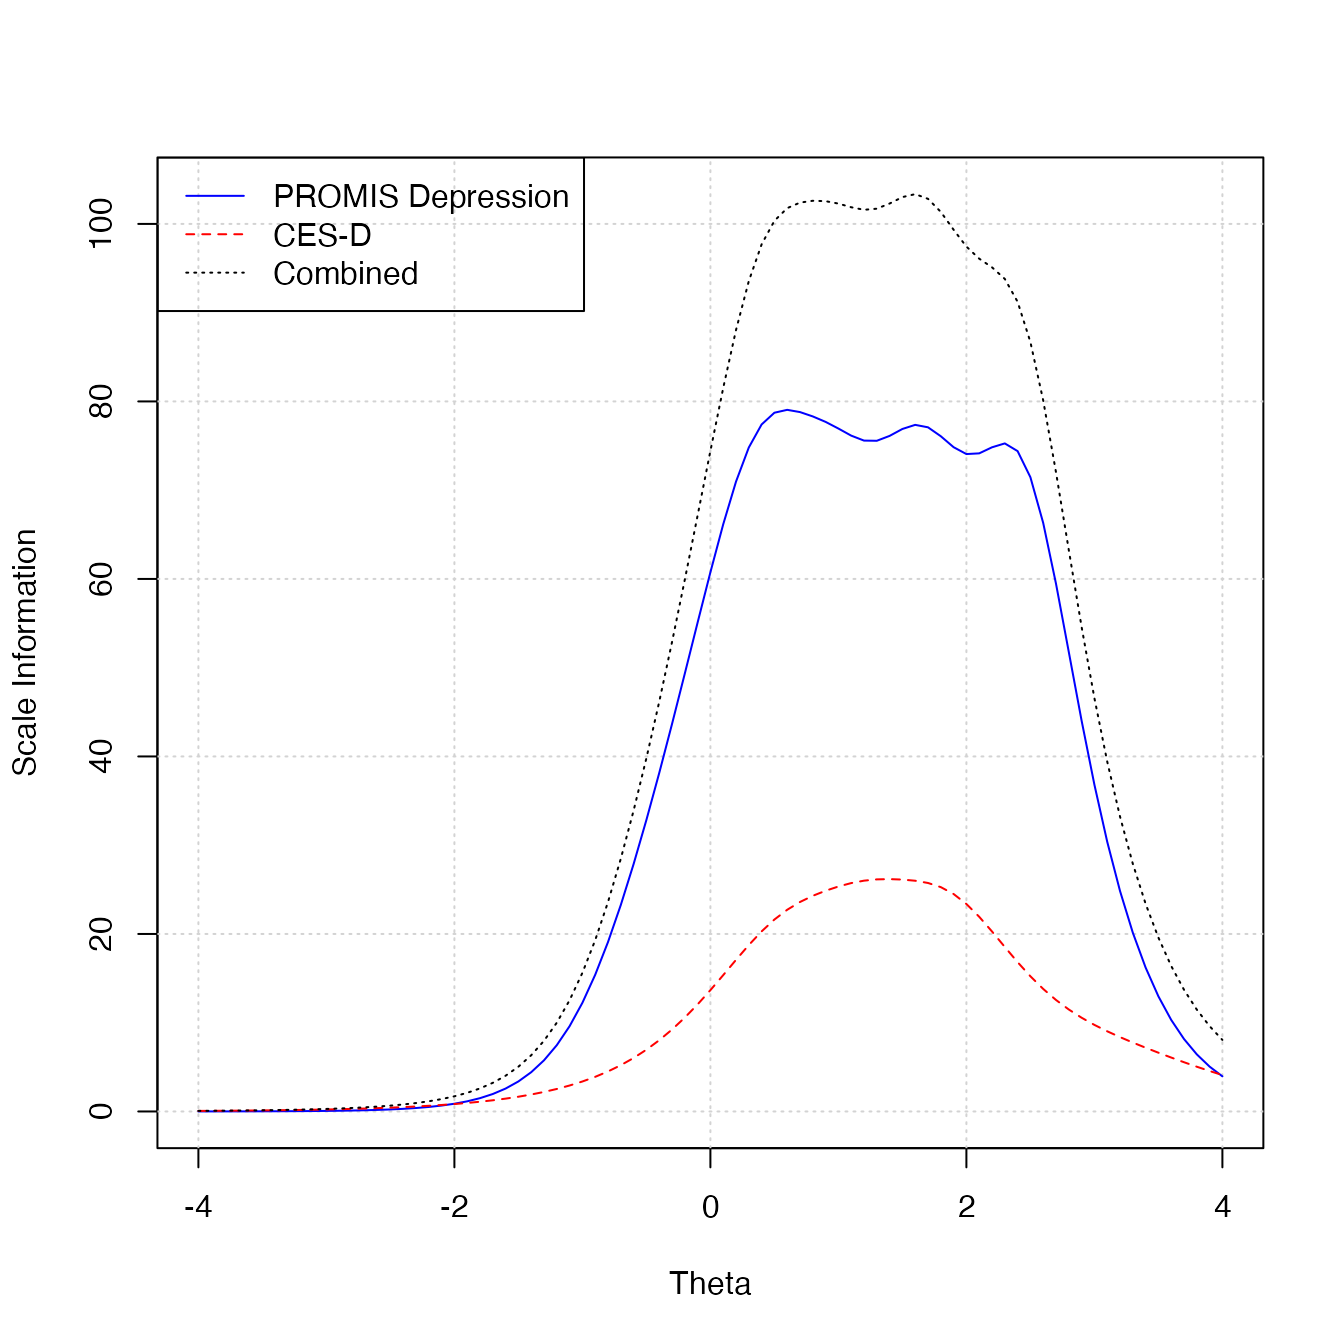 PROMIS Depression
CES-D
Combined
100
80
60
40
20
0
Scale Information
-4 -2 0 2 4
Theta